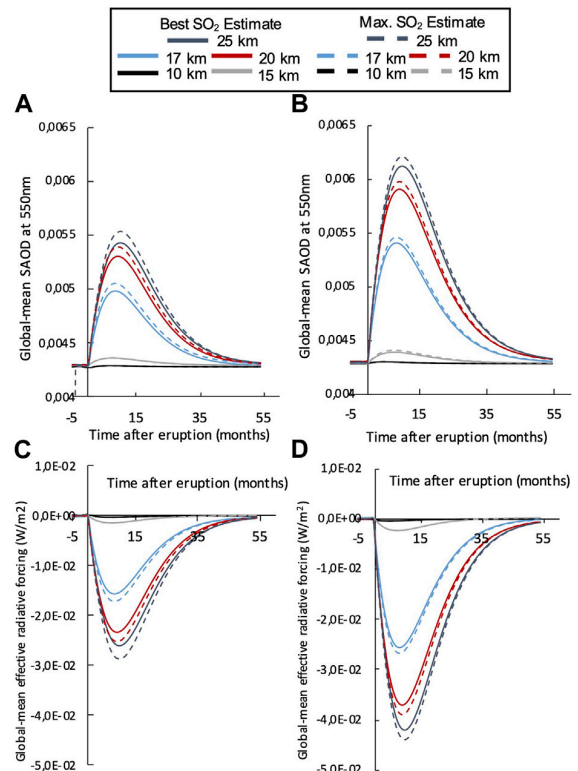 Best SO2 Estimate Max. SO2 Estimate
25 km 25 km
17 km 20 km 17 km 20 km
10 km 15 km 10 km 15 km
A
0,0065
0,006
0,0055
0,005
0,0045
0,004
-5 15 35 55
Time after eruption (months)
Global-mean SAOD at 550nm
B
0,0065
0,006
0,0055
0,005
0,0045
0,004
-5 15 35 55
Time after eruption (months)
Global-mean SAOD at 550nm
C
1,0E-02
Time after eruption (months)
0,0E+00
-5 15 35 55
-1,0E-02
-2,0E-02
-3,0E-02
-4,0E-02
-5,0E-02
Global-mean effective radiative forcing (W/m2)
D
1,0E-02
Time after eruption (months)
0,0E+00
-5 15 35 55
-1,0E-02
-2,0E-02
-3,0E-02
-4,0E-02
-5,0E-02
Global-mean effective radiative forcing (W/m²)